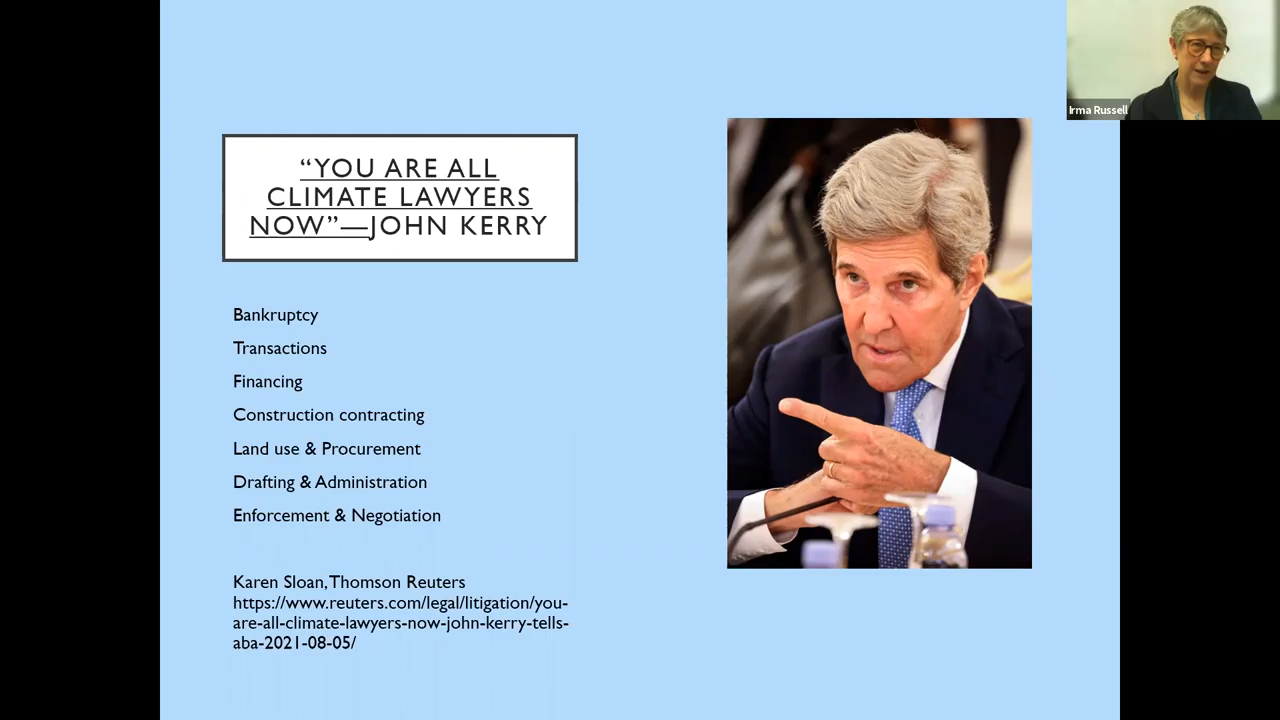 “YOU ARE ALL
CLIMATE LAWYERS
NOW”—JOHN KERRY
Bankruptcy
Transactions
Financing
Construction contracting
Land use & Procurement
Drafting & Administration
Enforcement & Negotiation
Karen Sloan, Thomson Reuters
https://www.reuters.com/legal/litigation/you-
are-all-climate-lawyers-now-john-kerry-tells-
aba-2021-08-05/
Irma Russell